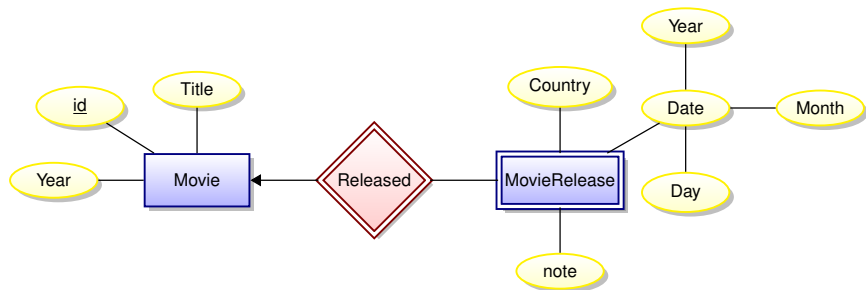 Year
Title
Country
id
Date
Month
Year
Movie
Released
MovieRelease
Day
note